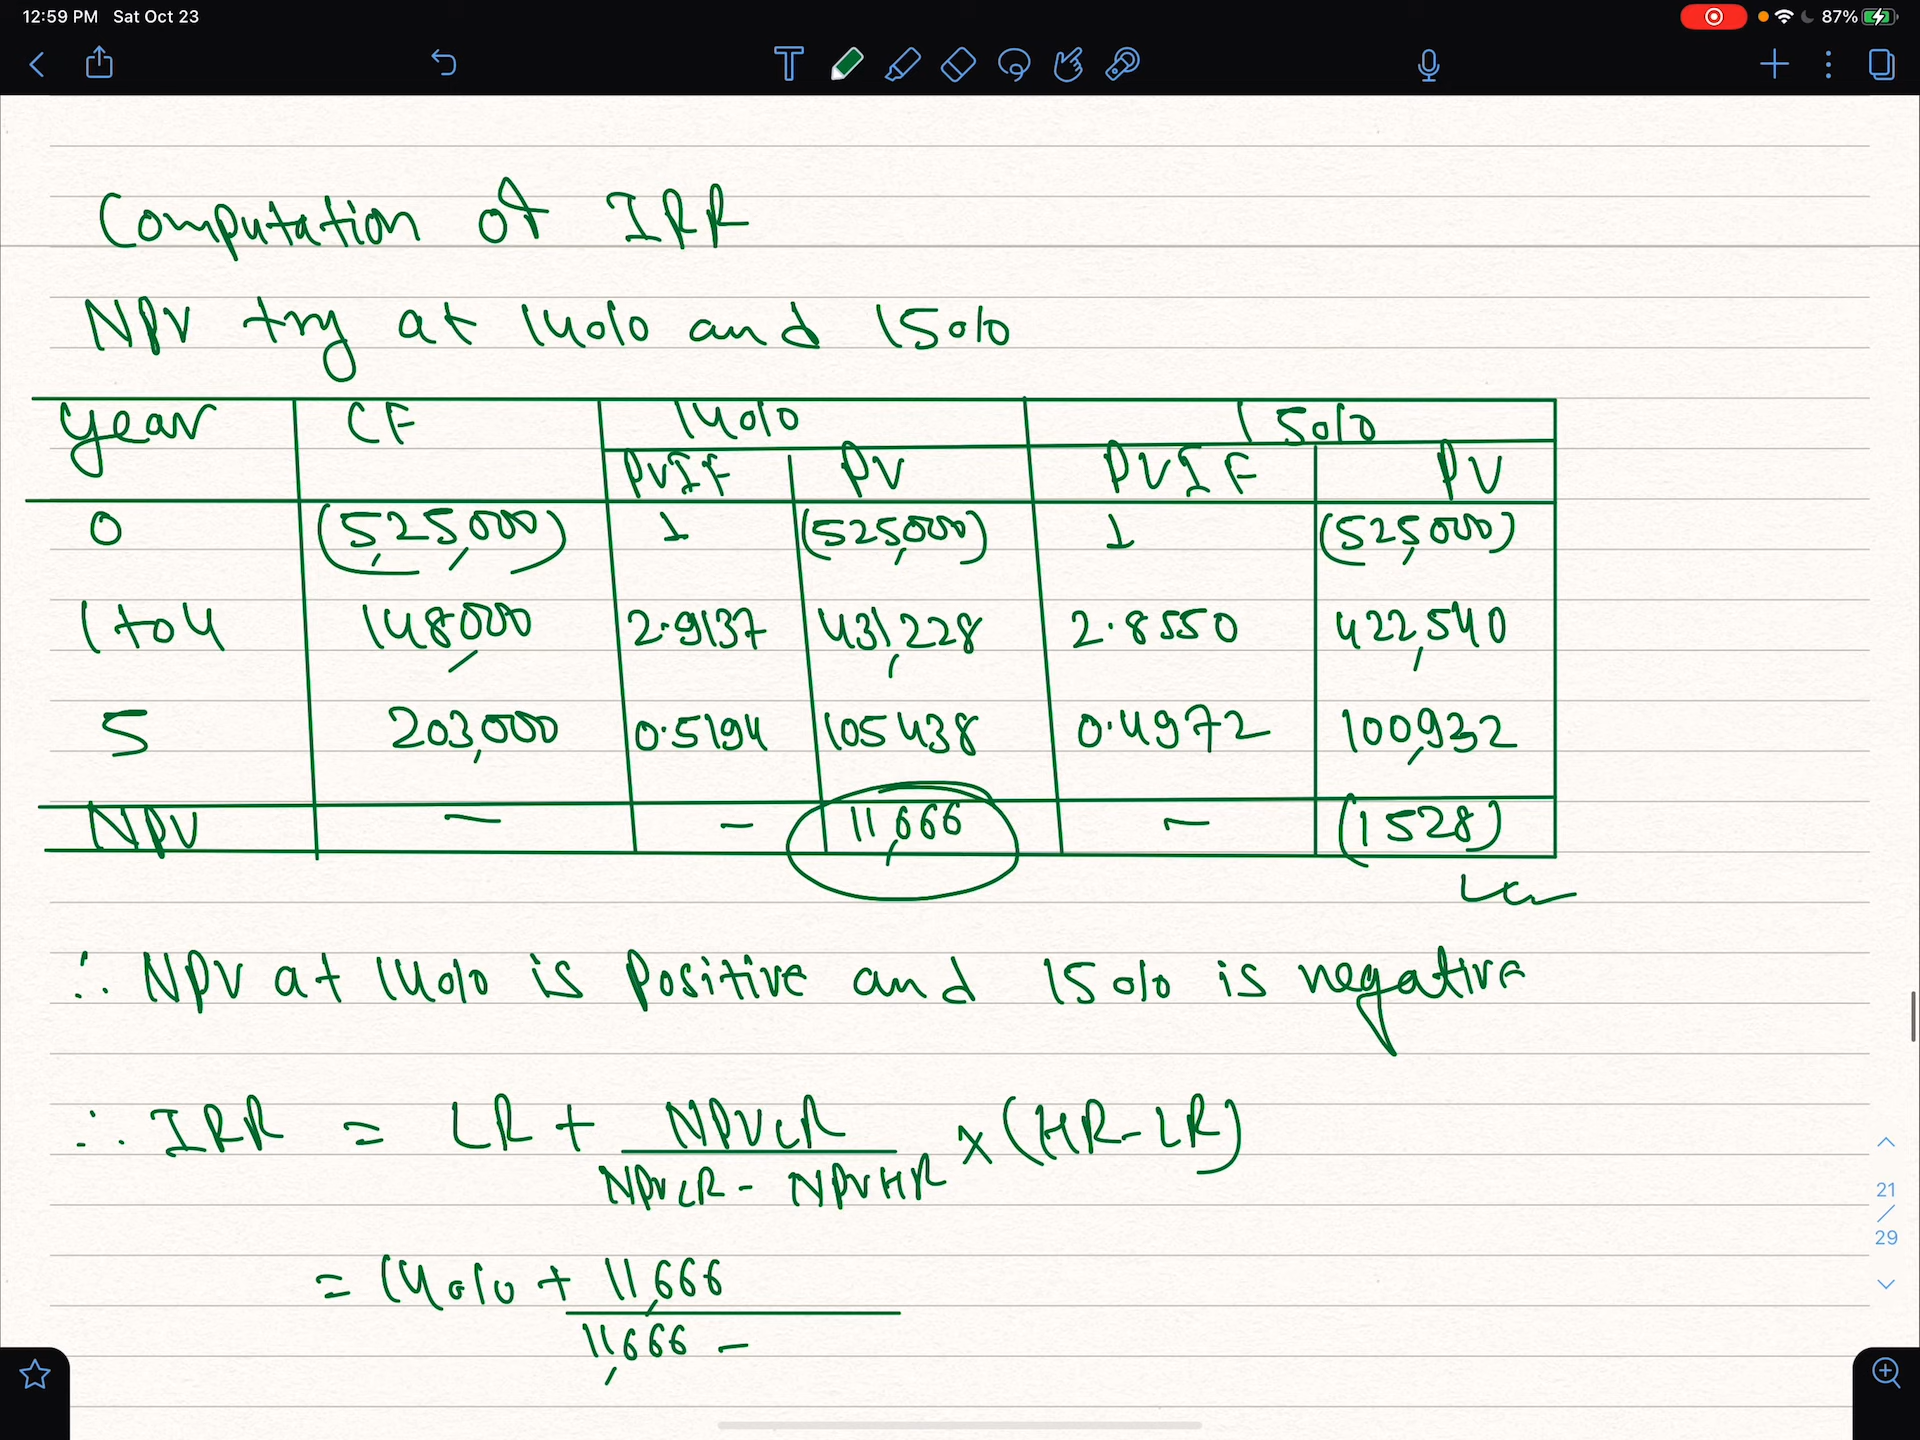 12:59 PM Sat Oct 23 87%
T
Computation of IRR
NPV try at 14% and 15%
year CF 14% 15%
PVIF PV PVIF PV
0 (5,25,000) 1 (525,000) 1 (525,000)
1 to 4 148,000 2.9137 431,228 2.8550 422,540
5 203,000 0.5194 105438 0.4972 100,932
NPV — - 11,666 — (1528)
∴ NPV at 14% is Positive and 15% is negative
∴ IRR = LR + NPVLR / NPVLR - NPVHR × (HR-LR)
= 14% + 11,666 / 11,666 -
21
/
29